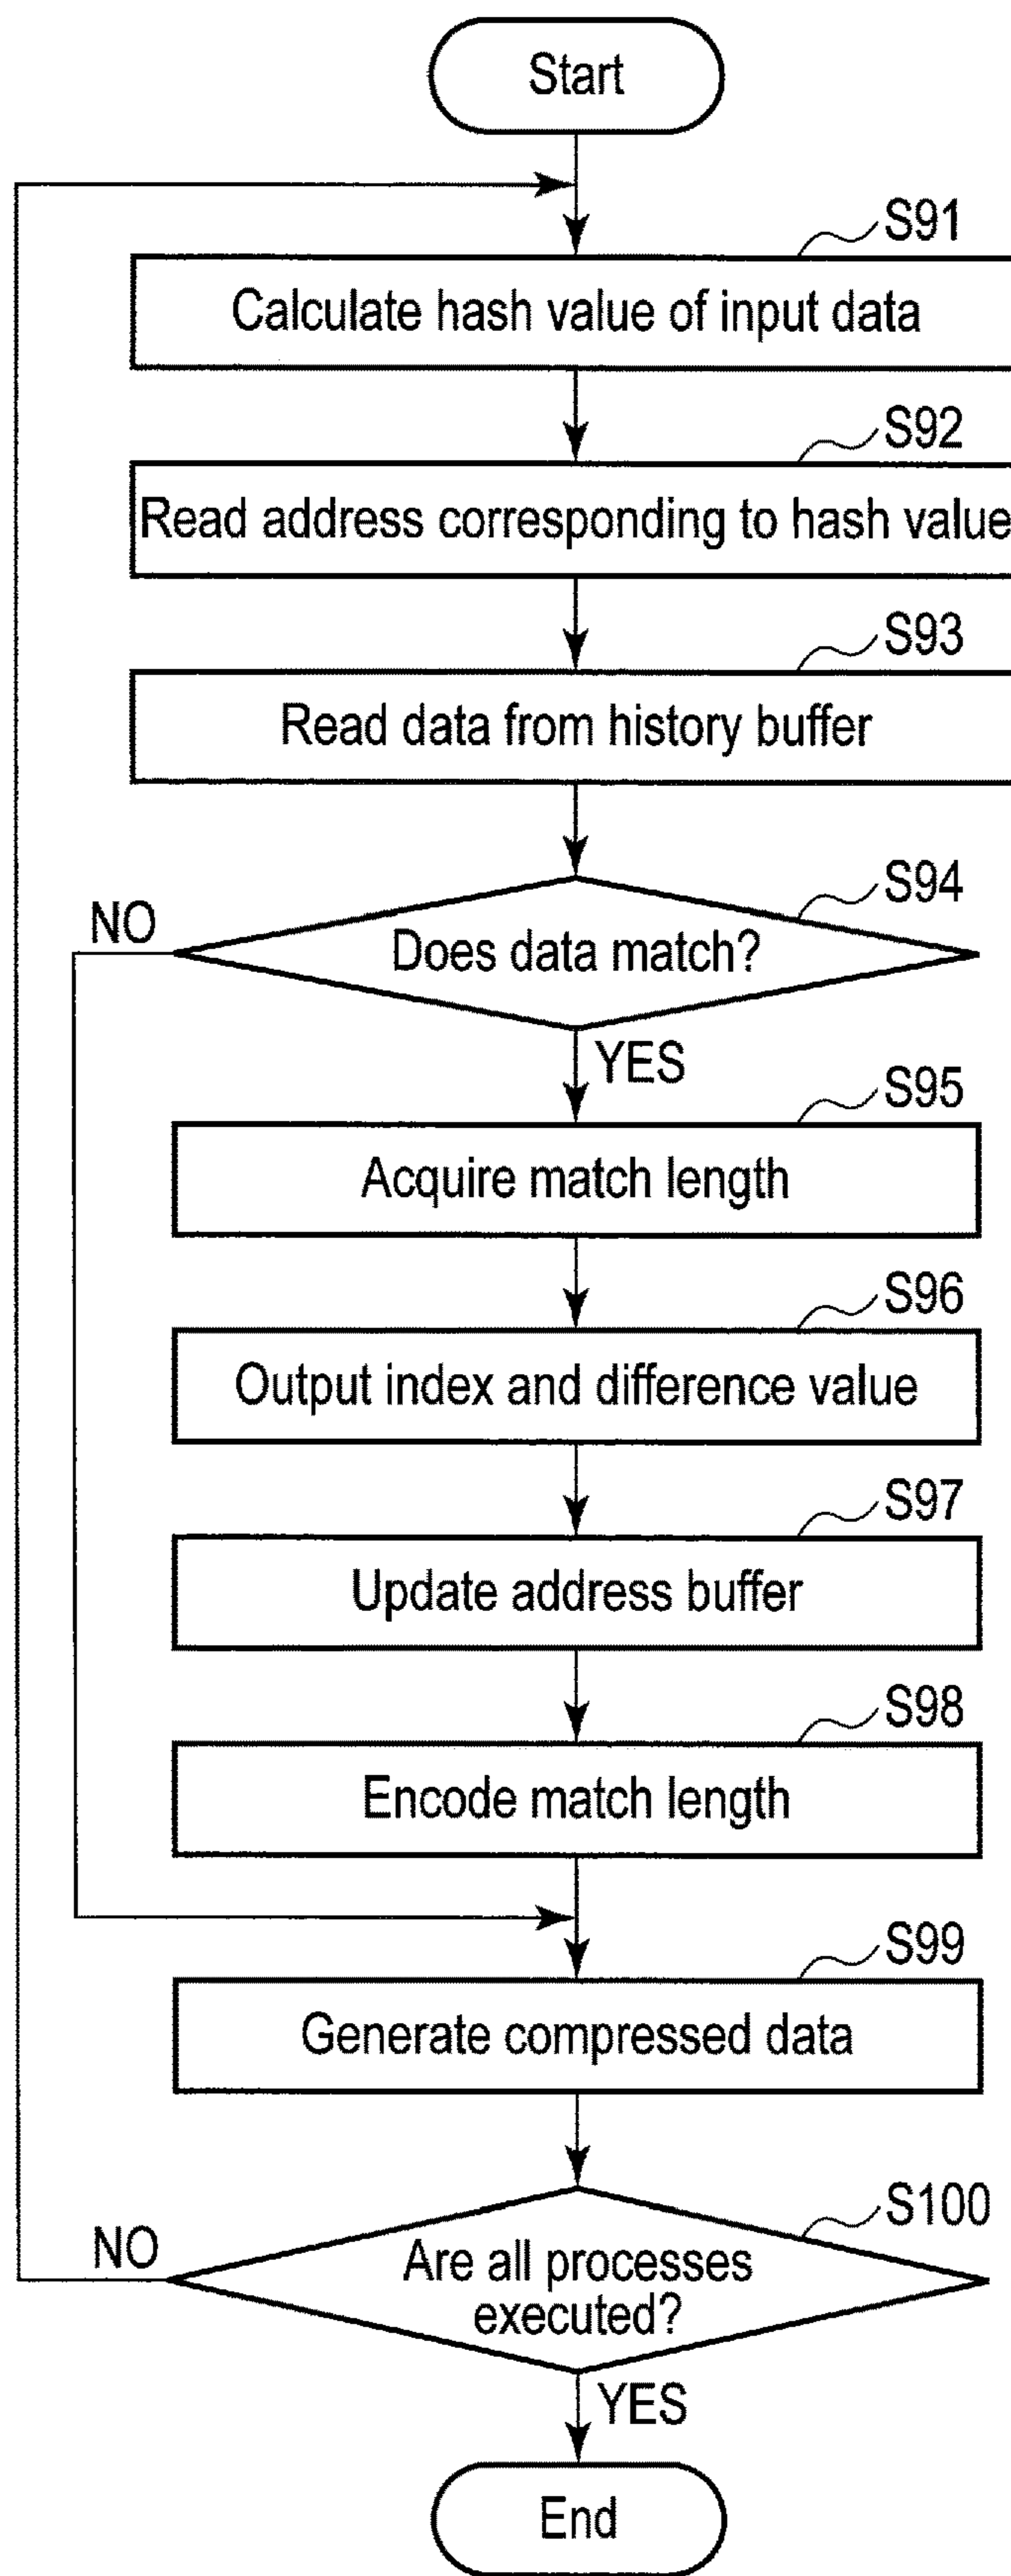 Start
S91
Calculate hash value of input data
S92
Read address corresponding to hash value
S93
Read data from history buffer
S94
NO
Does data match?
YES
S95
Acquire match length
S96
Output index and difference value
S97
Update address buffer
S98
Encode match length
S99
Generate compressed data
S100
NO
Are all processes
executed?
YES
End